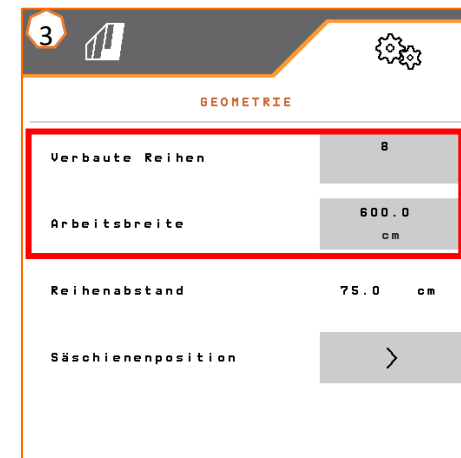 3
GEOMETRIE
Verbaute Reihen 8
Arbeitsbreite 600.0 cm
Reihenabstand 75.0 cm
Säschienenposition